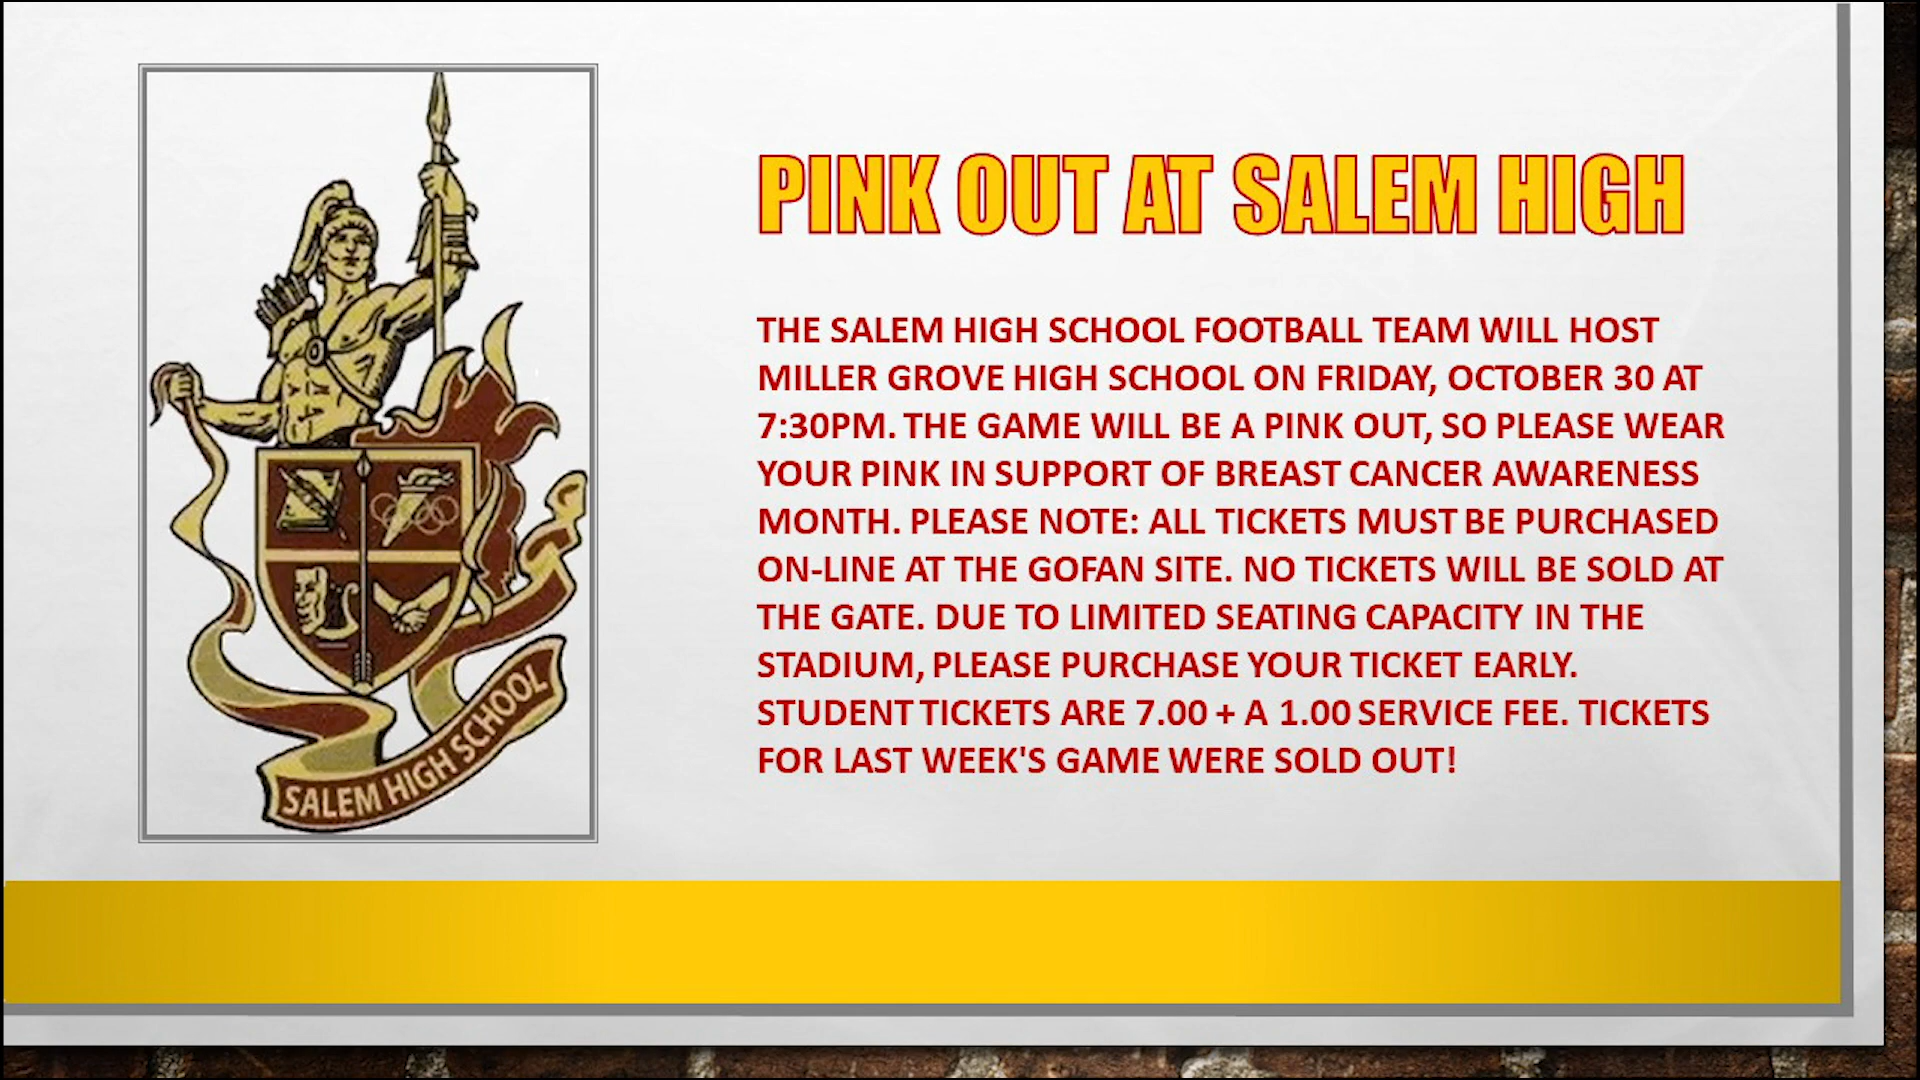 PINK OUT AT SALEM HIGH
THE SALEM HIGH SCHOOL FOOTBALL TEAM WILL HOST
MILLER GROVE HIGH SCHOOL ON FRIDAY, OCTOBER 30 AT
7:30PM. THE GAME WILL BE A PINK OUT, SO PLEASE WEAR
YOUR PINK IN SUPPORT OF BREAST CANCER AWARENESS
MONTH. PLEASE NOTE: ALL TICKETS MUST BE PURCHASED
ON-LINE AT THE GOFAN SITE. NO TICKETS WILL BE SOLD AT
THE GATE. DUE TO LIMITED SEATING CAPACITY IN THE
STADIUM, PLEASE PURCHASE YOUR TICKET EARLY.
STUDENT TICKETS ARE 7.00 + A 1.00 SERVICE FEE. TICKETS
FOR LAST WEEK'S GAME WERE SOLD OUT!
SALEM HIGH SCHOOL